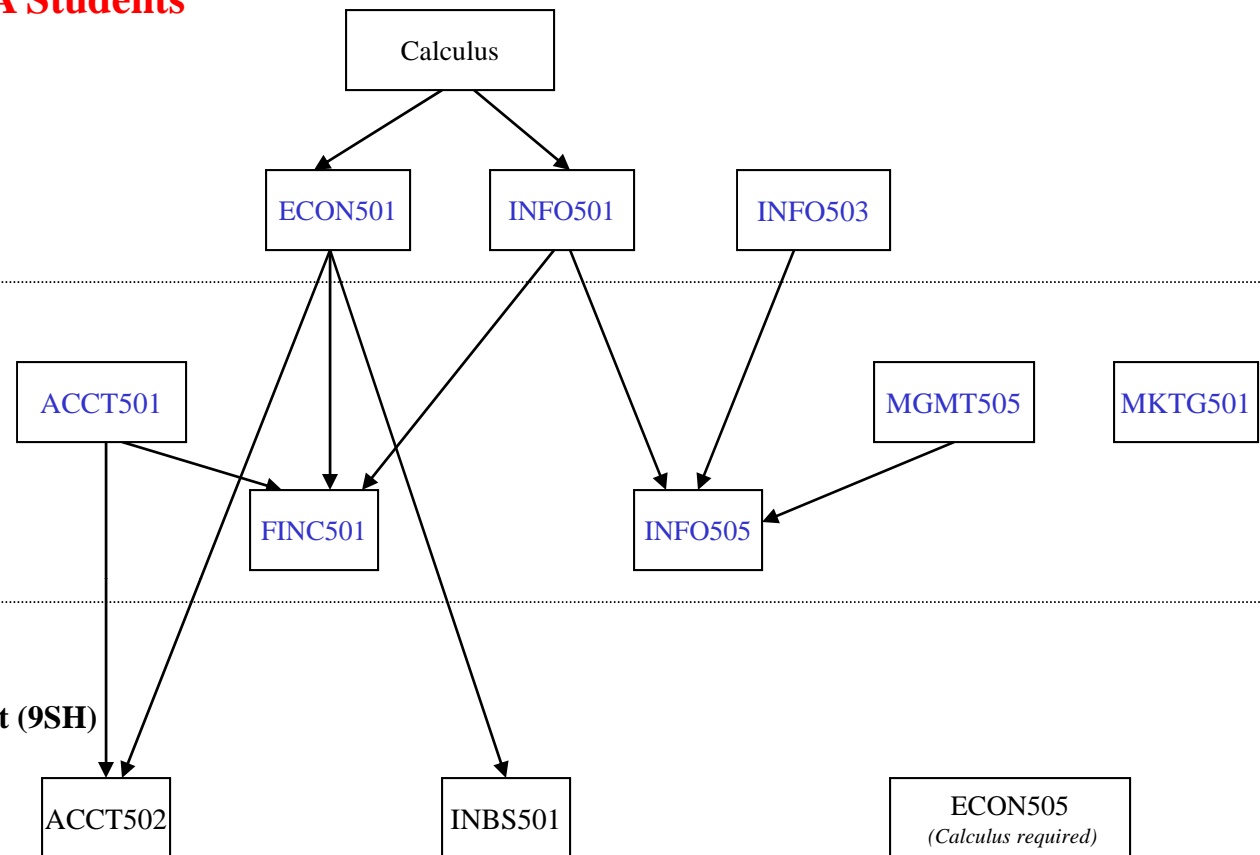 A Students
Calculus
ECON501
INFO501
INFO503
ACCT501
MGMT505
MKTG501
FINC501
INFO505
t (9SH)
ACCT502
INBS501
ECON505
(Calculus required)